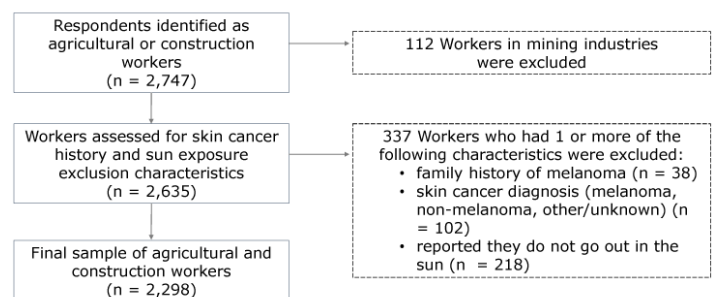 Respondents identified as
agricultural or construction
workers
(n = 2,747)
112 Workers in mining industries
were excluded
Workers assessed for skin cancer
history and sun exposure
exclusion characteristics
(n = 2,635)
337 Workers who had 1 or more of the
following characteristics were excluded:
• family history of melanoma (n = 38)
• skin cancer diagnosis (melanoma,
non-melanoma, other/unknown) (n
= 102)
• reported they do not go out in the
sun (n = 218)
Final sample of agricultural and
construction workers
(n = 2,298)